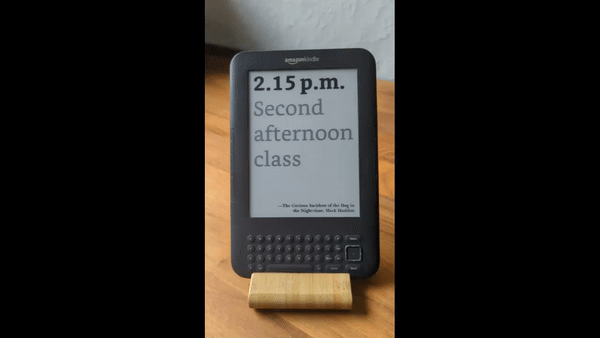 amazonkindle
2.15 p.m.
Second
afternoon
class
—The Curious Incident of the Dog in
the Night-time, Mark Haddon